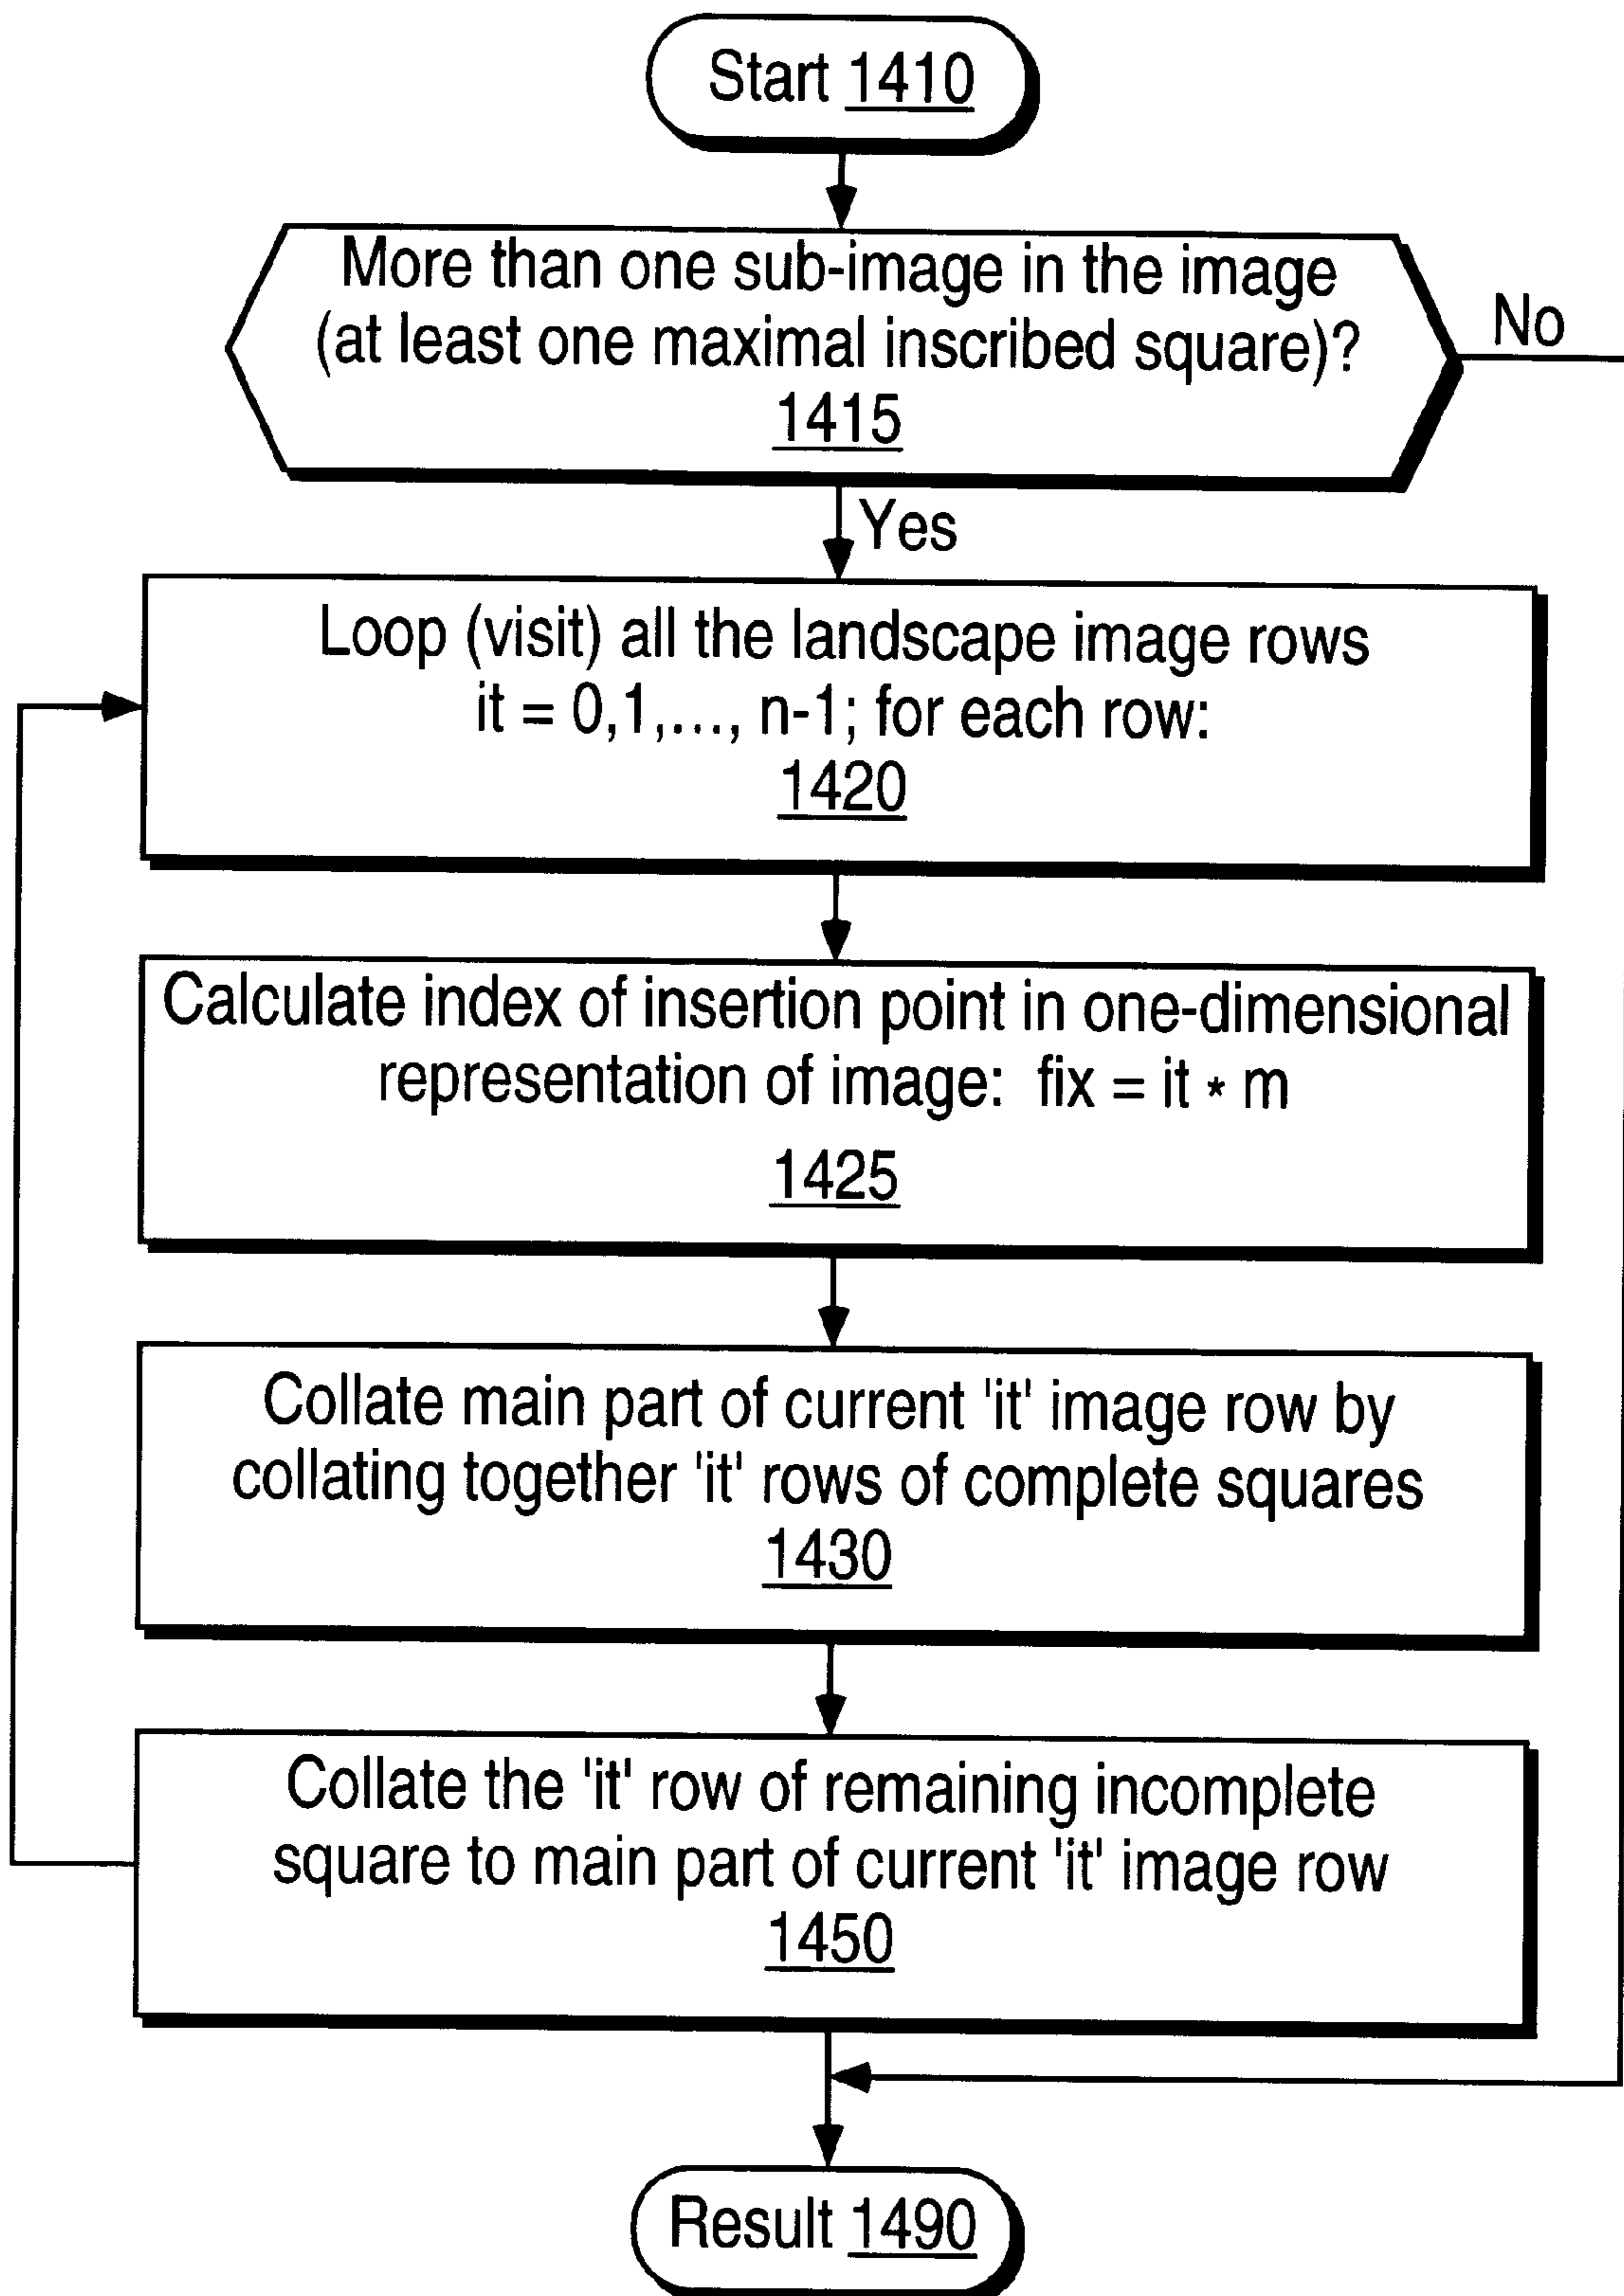 Start 1410
More than one sub-image in the image
(at least one maximal inscribed square)?
1415
No
Yes
Loop (visit) all the landscape image rows
it = 0,1,..., n-1; for each row:
1420
Calculate index of insertion point in one-dimensional
representation of image: fix = it * m
1425
Collate main part of current 'it' image row by
collating together 'it' rows of complete squares
1430
Collate the 'it' row of remaining incomplete
square to main part of current 'it' image row
1450
Result 1490